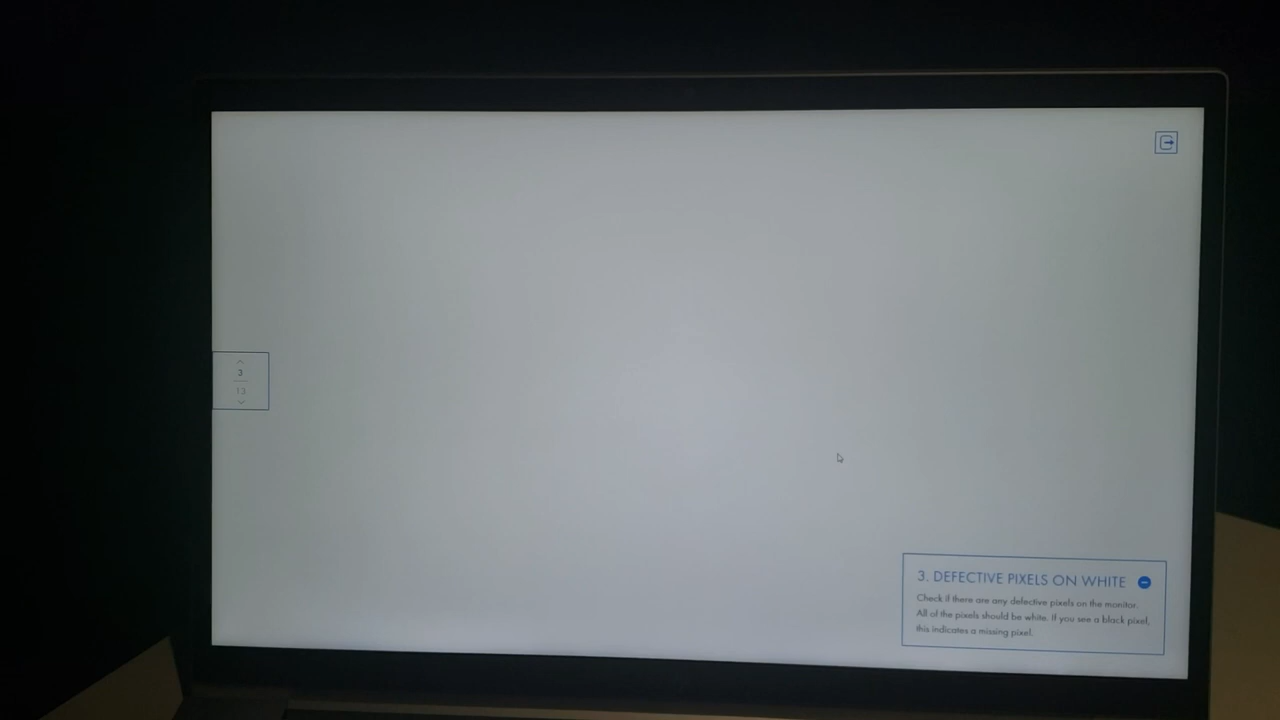 3
13
3. DEFECTIVE PIXELS ON WHITE
Check if there are any defective pixels on the monitor.
All of the pixels should be white. If you see a black pixel,
this indicates a missing pixel.